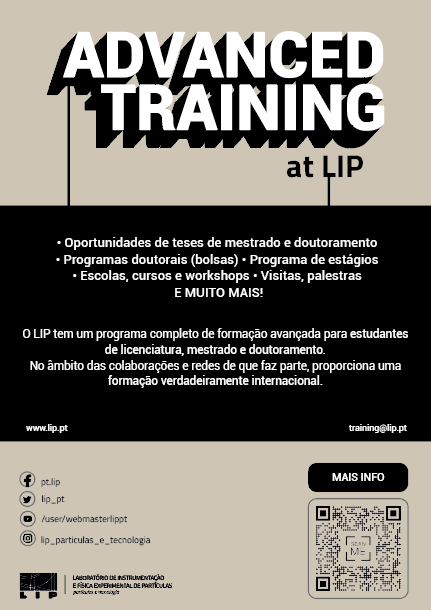 ADVANCED
TRAINING
at LIP
• Oportunidades de teses de mestrado e doutoramento
• Programas doutorais (bolsas) • Programa de estágios
• Escolas, cursos e workshops • Visitas, palestras
E MUITO MAIS!
O LIP tem um programa completo de formação avançada para estudantes
de licenciatura, mestrado e doutoramento.
No âmbito das colaborações e redes de que faz parte, proporciona uma
formação verdadeiramente internacional.
www.lip.pt
training@lip.pt
pt.lip
lip_pt
/user/webmasterlippt
lip_particulas_e_tecnologia
MAIS INFO
SCAN
ME
LIP
LABORATÓRIO DE INSTRUMENTAÇÃO
E FÍSICA EXPERIMENTAL DE PARTÍCULAS
partículas e tecnologia